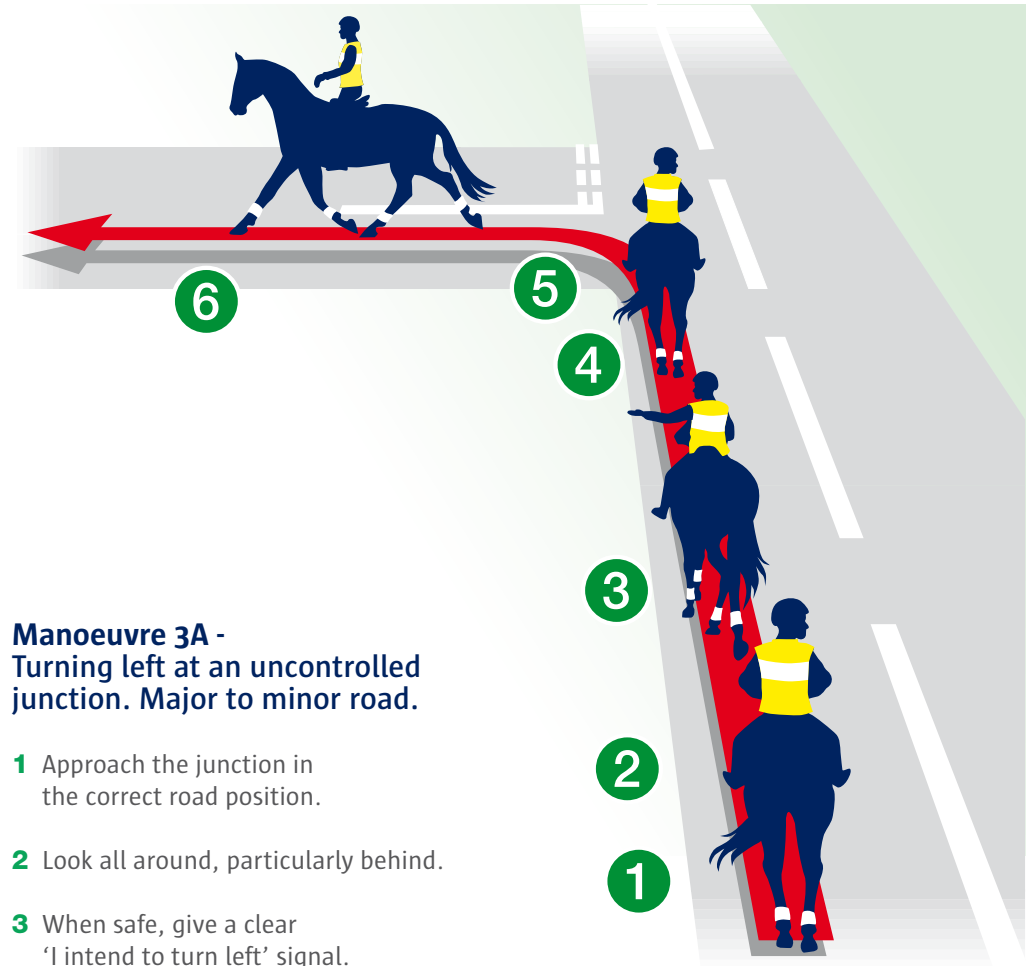 6
5
4
3
2
1
Manoeuvre 3A -
Turning left at an uncontrolled
junction. Major to minor road.
1 Approach the junction in
the correct road position.
2 Look all around, particularly behind.
3 When safe, give a clear
‘I intend to turn left’ signal.